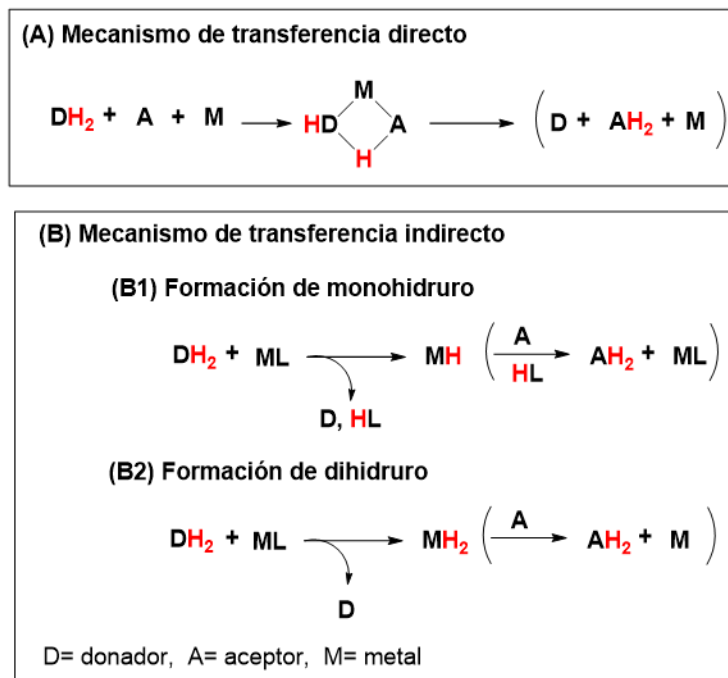 (A) Mecanismo de transferencia directo
M
DH₂ + A + M HD A ( D + AH₂ + M )
H
(B) Mecanismo de transferencia indirecto
(B1) Formación de monohidruro
A
DH₂ + ML MH ( AH₂ + ML )
HL
D, HL
(B2) Formación de dihidruro
A
DH₂ + ML MH₂ ( AH₂ + M )
D
D= donador, A= aceptor, M= metal